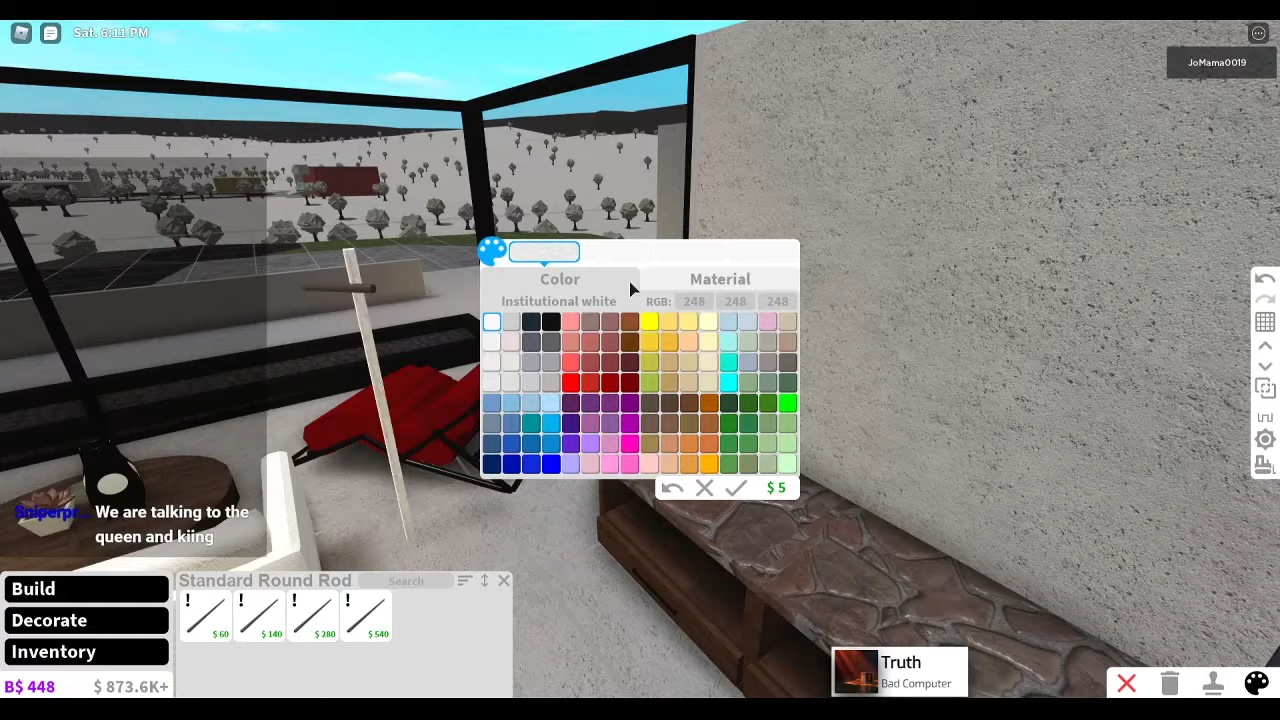 Sat. 6:11 PM
JoMama0019
Color
Material
Institutional white
RGB:
248
248
248
$ 5
Sniperpr... We are talking to the
queen and kiing
Build
Decorate
Inventory
B$ 448
$ 873.6K+
Standard Round Rod
Search
! $ 60
! $ 140
! $ 280
! $ 540
Truth
Bad Computer